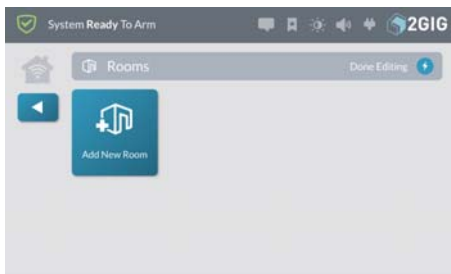 System Ready To Arm
2GIG
Rooms
Done Editing
Add New Room